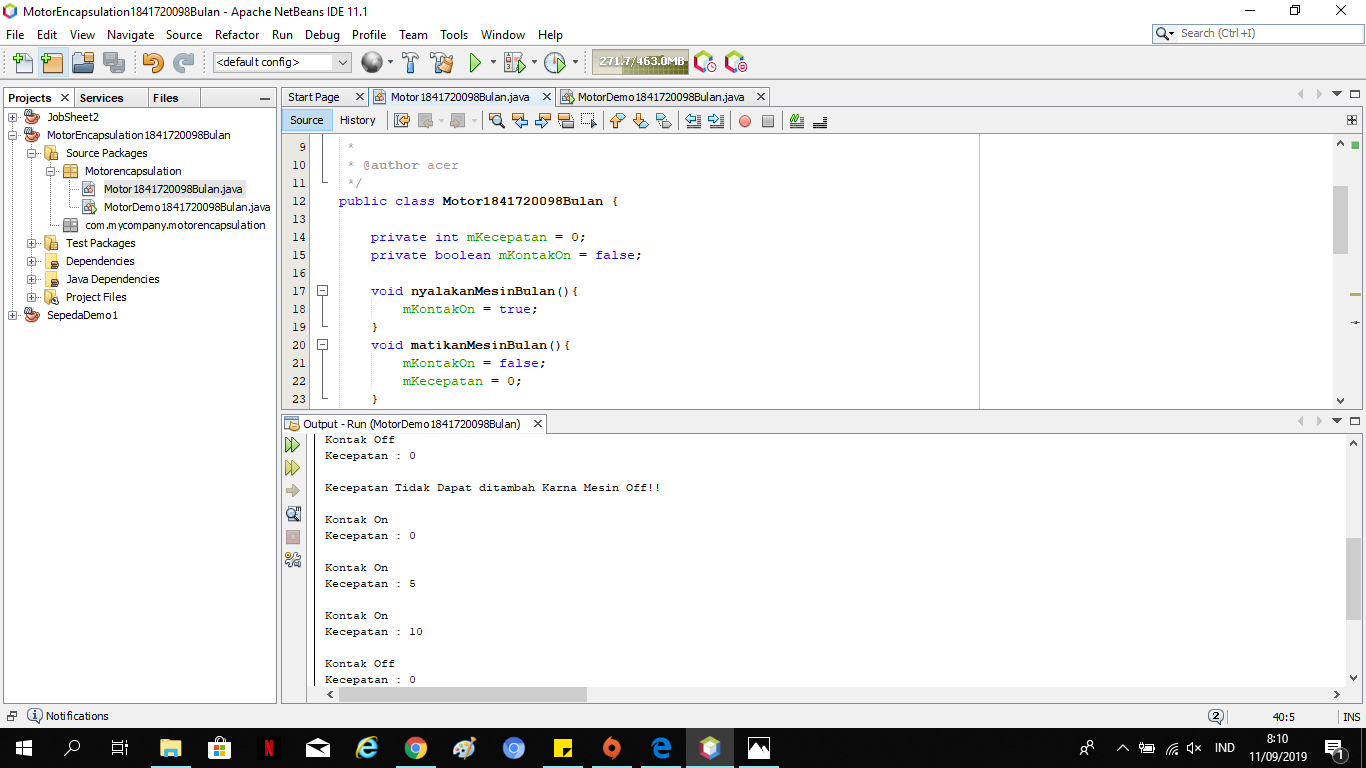 MotorEncapsulation1841720098Bulan - Apache NetBeans IDE 11.1
File Edit View Navigate Source Refactor Run Debug Profile Team Tools Window Help
Search (Ctrl+I)
<default config>
271.7/463.0MB
Projects Services Files
Start Page Motor1841720098Bulan.java MotorDemo1841720098Bulan.java
Source History
JobSheet2
MotorEncapsulation1841720098Bulan
Source Packages
Motorencapsulation
Motor1841720098Bulan.java
MotorDemo1841720098Bulan.java
com.mycompany.motorencapsulation
Test Packages
Dependencies
Java Dependencies
Project Files
SepedaDemo1
9 *
10 * @author acer
11 */
12 public class Motor1841720098Bulan {
13
14 private int mKecepatan = 0;
15 private boolean mKontakOn = false;
16
17 void nyalakanMesinBulan(){
18 mKontakOn = true;
19 }
20 void matikanMesinBulan(){
21 mKontakOn = false;
22 mKecepatan = 0;
23 }
Output - Run (MotorDemo1841720098Bulan)
Kontak Off
Kecepatan : 0
Kecepatan Tidak Dapat ditambah Karna Mesin Off!!
Kontak On
Kecepatan : 0
Kontak On
Kecepatan : 5
Kontak On
Kecepatan : 10
Kontak Off
Kecepatan : 0
Notifications
2
40:5
INS
IND
8:10
11/09/2019
1